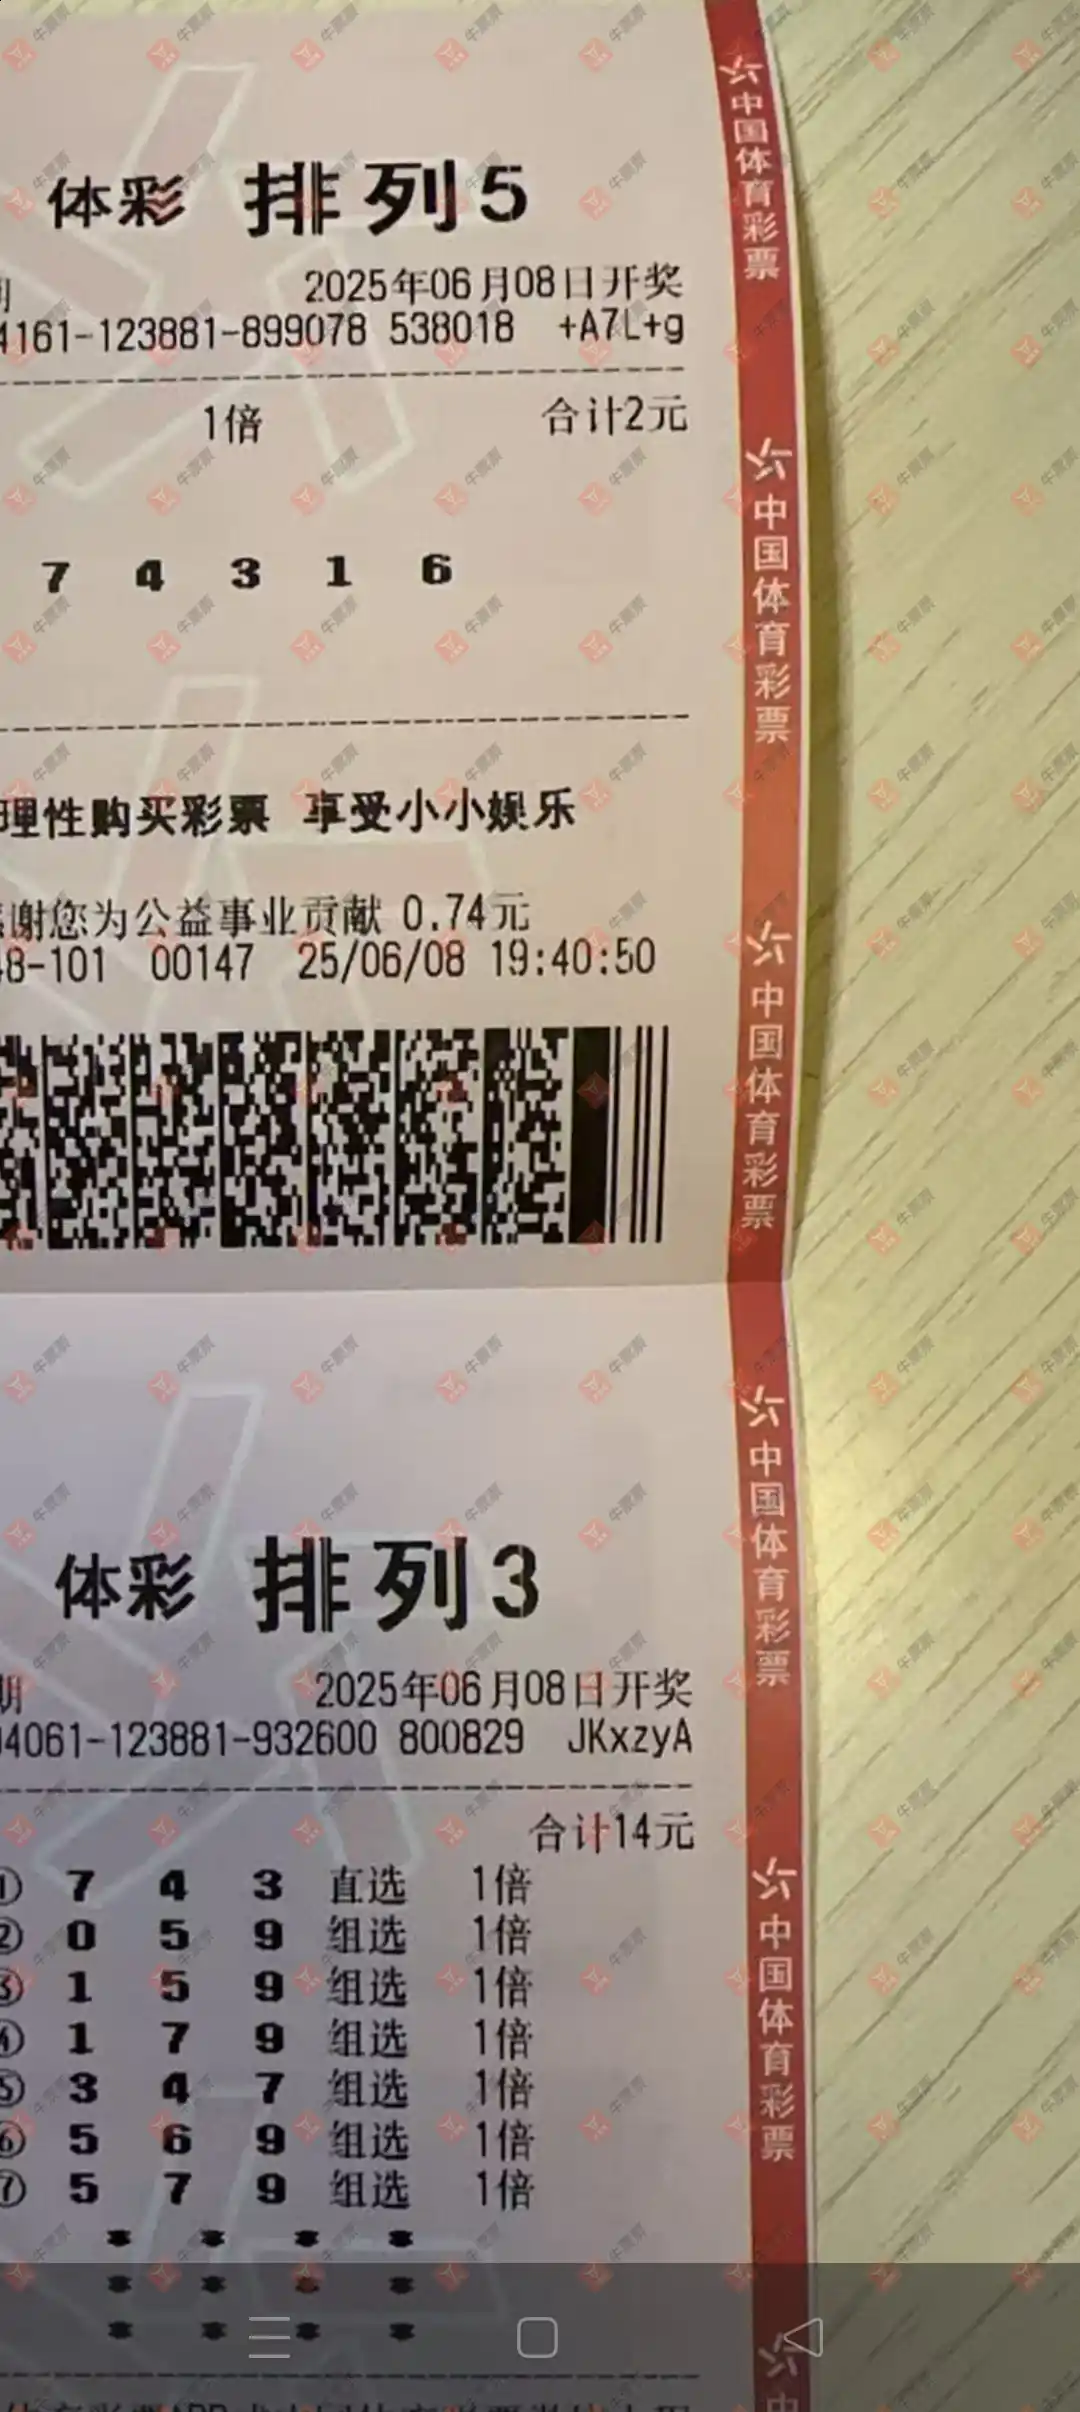 体彩 排列5
期 2025年06月08日开奖
4161-123881-899078 538018 +A7L+g
1倍 合计2元
7 4 3 1 6
理性购买彩票 享受小小娱乐
感谢您为公益事业贡献 0.74元
48-101 00147 25/06/08 19:40:50
体彩 排列3
期 2025年06月08日开奖
04061-123881-932600 800829 JKxzyA
合计14元
① 7 4 3 直选 1倍
② 0 5 9 组选 1倍
③ 1 5 9 组选 1倍
④ 1 7 9 组选 1倍
⑤ 3 4 7 组选 1倍
⑥ 5 6 9 组选 1倍
⑦ 5 7 9 组选 1倍
中国体育彩票
中国体育彩票
中国体育彩票
中国体育彩票
中国体育彩票
中
牛票票